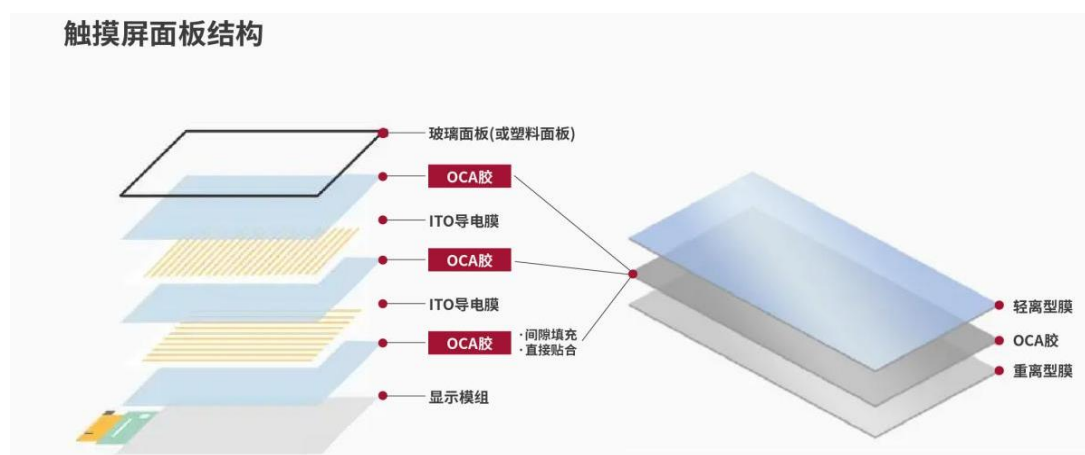 触摸屏面板结构
玻璃面板(或塑料面板)
OCA胶
ITO导电膜
OCA胶
ITO导电膜
OCA胶
·间隙填充
·直接贴合
显示模组
轻离型膜
OCA胶
重离型膜